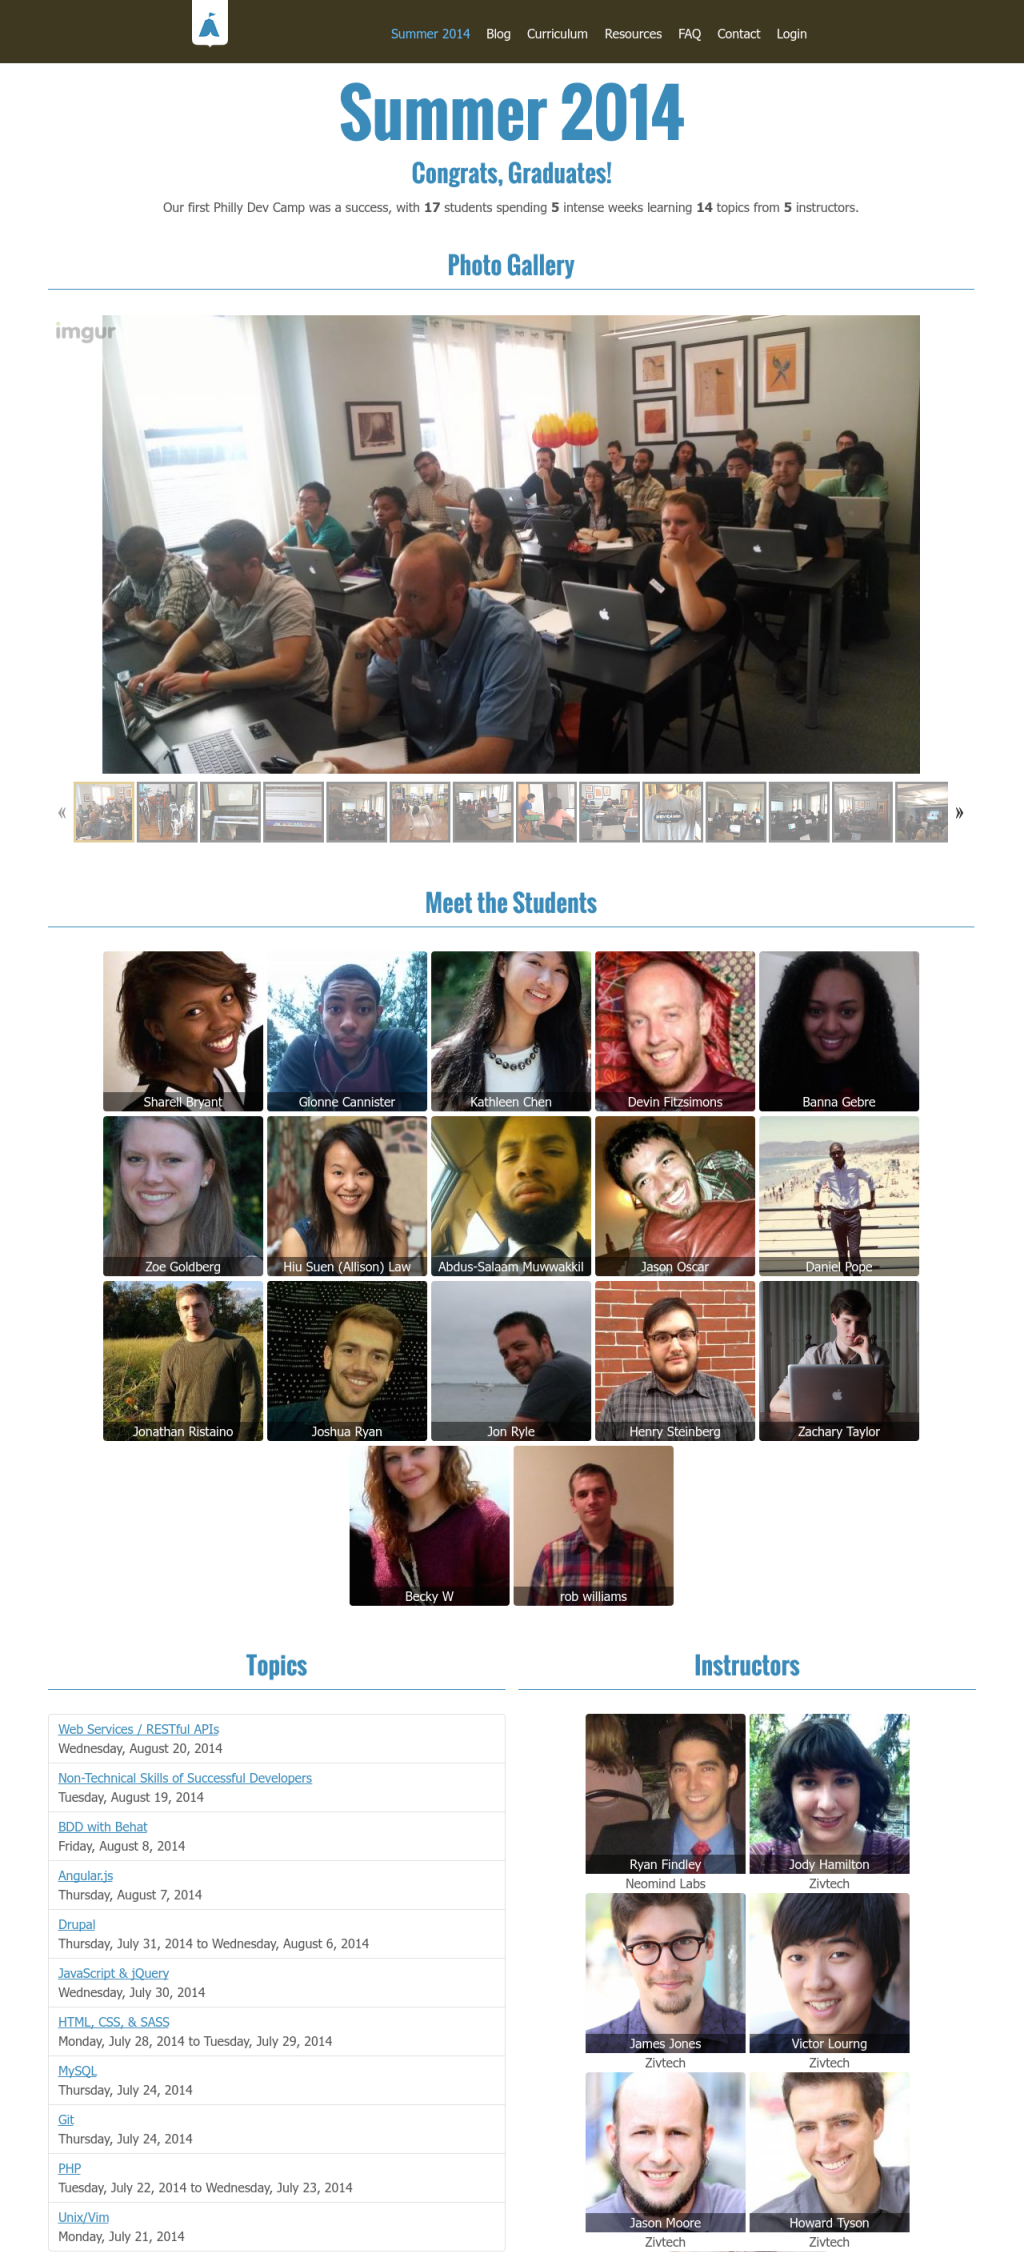 Summer 2014 Blog Curriculum Resources FAQ Contact Login
Summer 2014
Congrats, Graduates!
Our first Philly Dev Camp was a success, with 17 students spending 5 intense weeks learning 14 topics from 5 instructors.
Photo Gallery
imgur
« »
Meet the Students
Sharell Bryant Glonne Cannister Kathleen Chen Devin Fitzsimons Banna Gebre
Zoe Goldberg Hiu Suen (Allison) Law Abdus-Salaam Muwwakkil Jason Oscar Daniel Pope
Jonathan Ristaino Joshua Ryan Jon Ryle Henry Steinberg Zachary Taylor
Becky W rob williams
Topics
Web Services / RESTful APIs
Wednesday, August 20, 2014
Non-Technical Skills of Successful Developers
Tuesday, August 19, 2014
BDD with Behat
Friday, August 8, 2014
Angular.js
Thursday, August 7, 2014
Drupal
Thursday, July 31, 2014 to Wednesday, August 6, 2014
JavaScript & jQuery
Wednesday, July 30, 2014
HTML, CSS, & SASS
Monday, July 28, 2014 to Tuesday, July 29, 2014
MySQL
Thursday, July 24, 2014
Git
Thursday, July 24, 2014
PHP
Tuesday, July 22, 2014 to Wednesday, July 23, 2014
Unix/Vim
Monday, July 21, 2014
Instructors
Ryan Findley Jody Hamilton
Neomind Labs Zivtech
James Jones Victor Lourng
Zivtech Zivtech
Jason Moore Howard Tyson
Zivtech Zivtech